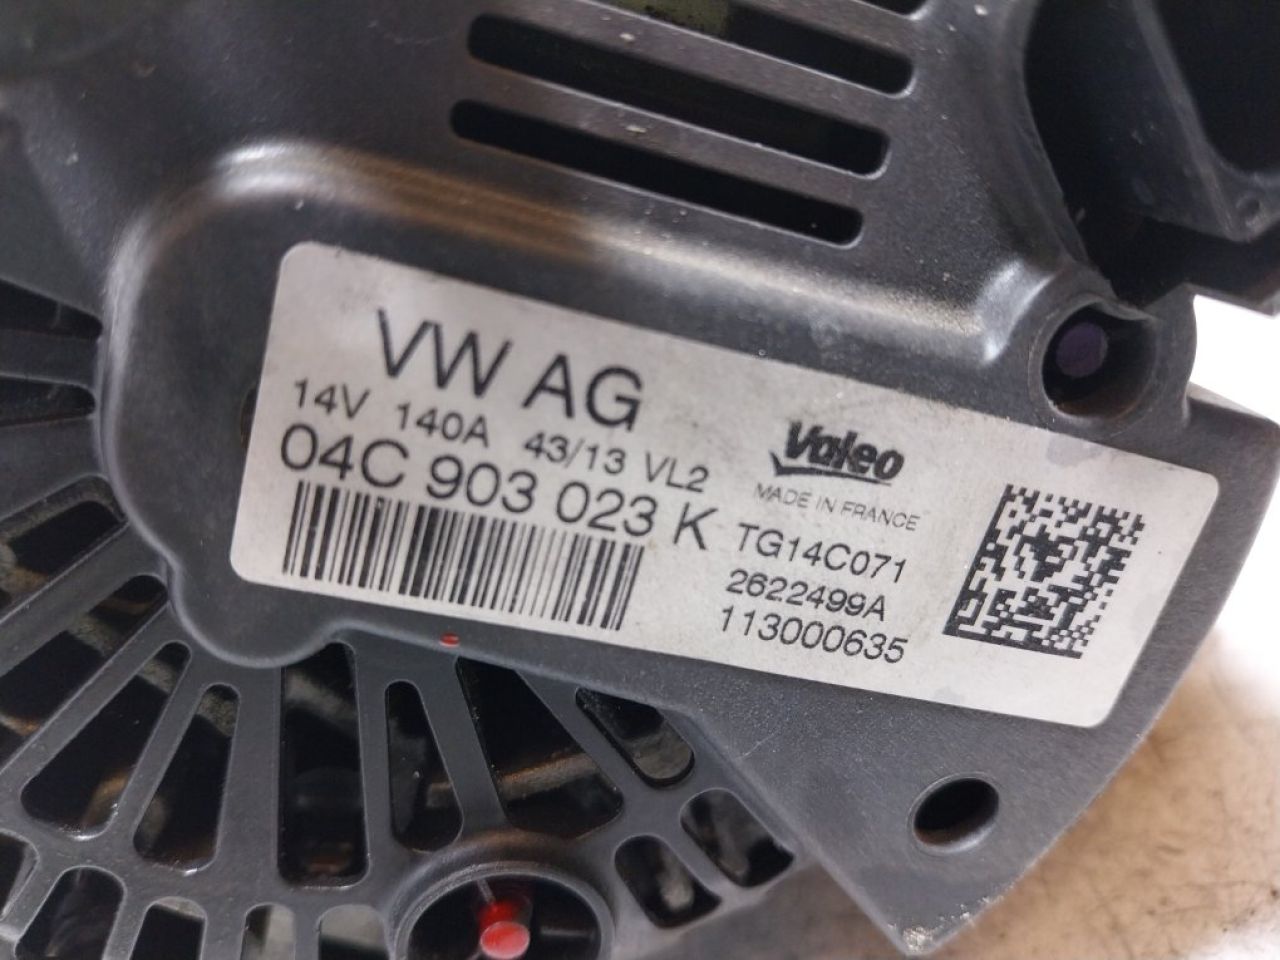 VW AG
14V 140A 43/13 VL2
04C 903 023 K
Valeo
MADE IN FRANCE
TG14C071
2622499A
113000635